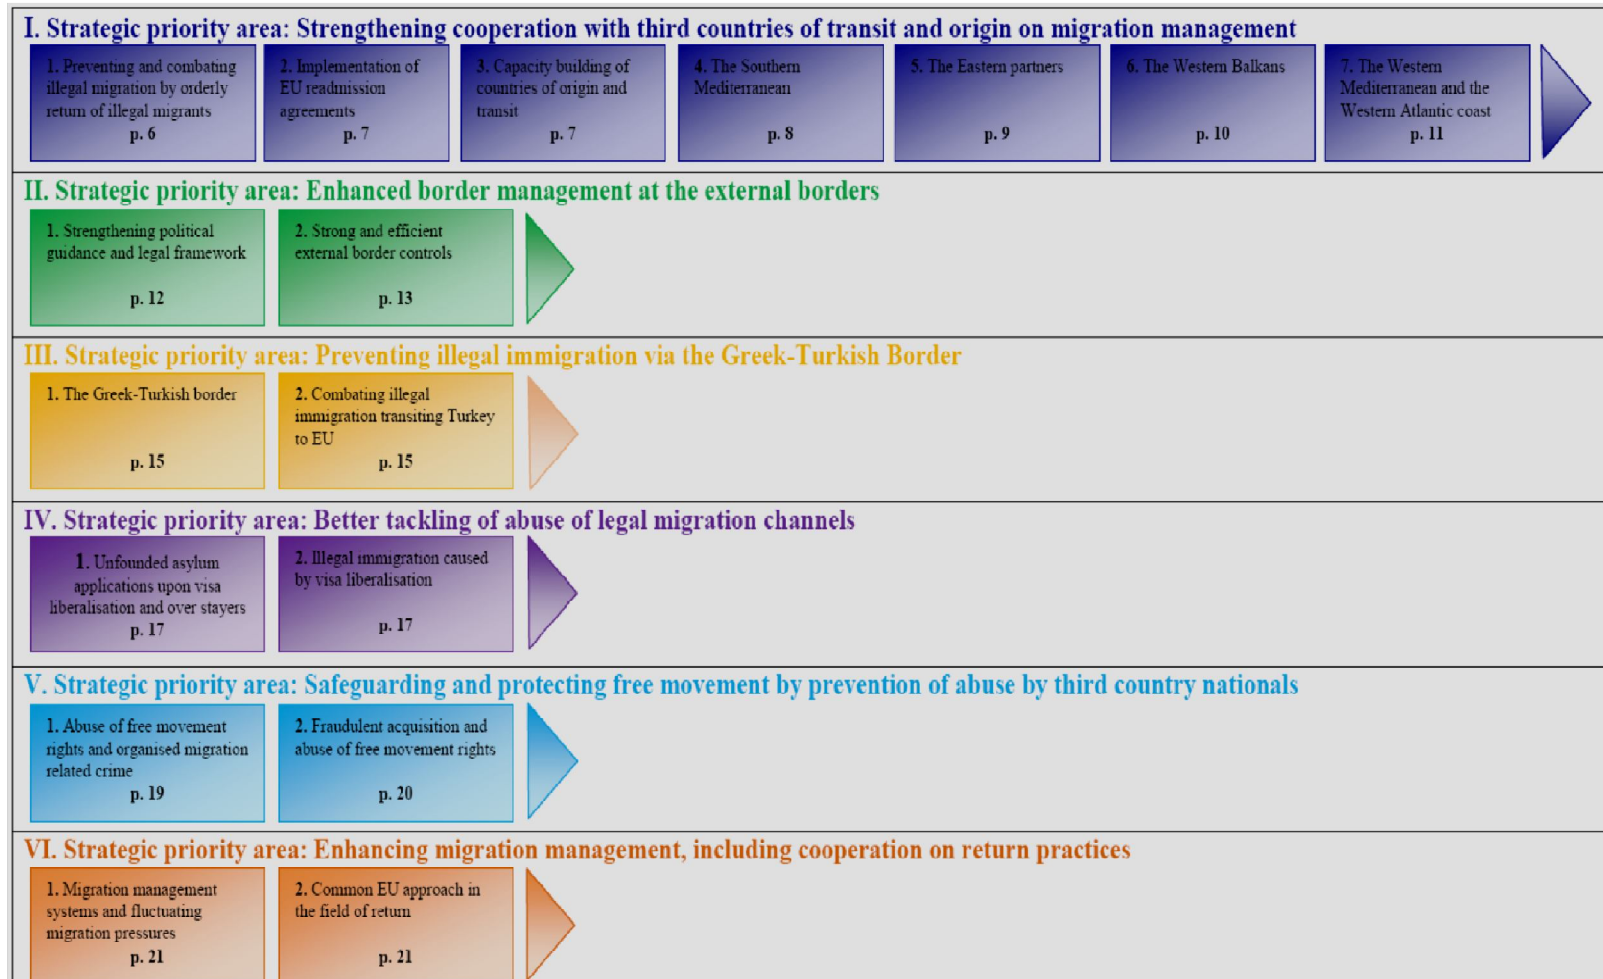 I. Strategic priority area: Strengthening cooperation with third countries of transit and origin on migration management
1. Preventing and combating
illegal migration by orderly
return of illegal migrants
p. 6
2. Implementation of
EU readmission
agreements
p. 7
3. Capacity building of
countries of origin and
transit
p. 7
4. The Southern
Mediterranean
p. 8
5. The Eastern partners
p. 9
6. The Western Balkans
p. 10
7. The Western
Mediterranean and the
Western Atlantic coast
p. 11
II. Strategic priority area: Enhanced border management at the external borders
1. Strengthening political
guidance and legal framework
p. 12
2. Strong and efficient
external border controls
p. 13
III. Strategic priority area: Preventing illegal immigration via the Greek-Turkish Border
1. The Greek-Turkish border
p. 15
2. Combating illegal
immigration transiting Turkey
to EU
p. 15
IV. Strategic priority area: Better tackling of abuse of legal migration channels
1. Unfounded asylum
applications upon visa
liberalisation and over stayers
p. 17
2. Illegal immigration caused
by visa liberalisation
p. 17
V. Strategic priority area: Safeguarding and protecting free movement by prevention of abuse by third country nationals
1. Abuse of free movement
rights and organised migration
related crime
p. 19
2. Fraudulent acquisition and
abuse of free movement rights
p. 20
VI. Strategic priority area: Enhancing migration management, including cooperation on return practices
1. Migration management
systems and fluctuating
migration pressures
p. 21
2. Common EU approach in
the field of return
p. 21